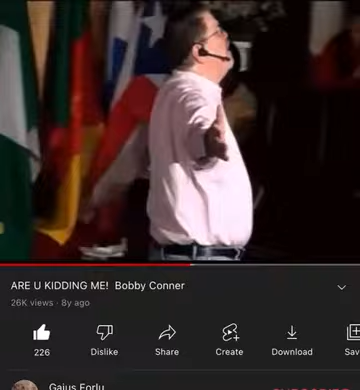 ARE U KIDDING ME! Bobby Conner
26K views · 8y ago
226 Dislike Share Create Download Sav
Gaius Forlu